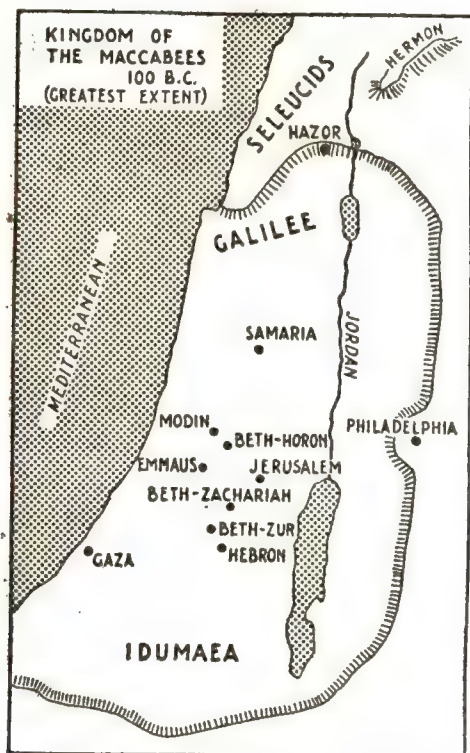 KINGDOM
OF
THE MACCABEES
100 B.C.
(GREATEST EXTENT)
HERMON
SELEUCIDS
HAZOR
GALILEE
MEDITERRANEAN
SAMARIA
JORDAN
MODIN
PHILADELPHIA
BETH-HORON
EMMAUS
JERUSALEM
BETH-ZACHARIAH
BETH-ZUR
GAZA
HEBRON
IDUMAEA